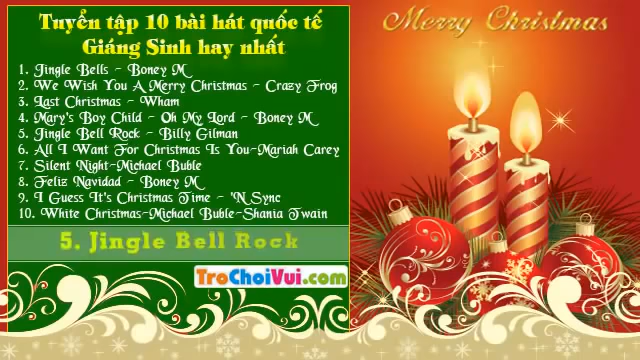 Tuyển tập 10 bài hát quốc tế
Giáng Sinh hay nhất
1. Jingle Bells - Boney M
2. We Wish You A Merry Christmas - Crazy Frog
3. Last Christmas - Wham
4. Mary's Boy Child - Oh My Lord - Boney M
5. Jingle Bell Rock - Billy Gilman
6. All I Want For Christmas Is You-Mariah Carey
7. Silent Night-Michael Buble
8. Feliz Navidad - Boney M
9. I Guess It's Christmas Time - 'N Sync
10. White Christmas-Michael Buble-Shania Twain
5. Jingle Bell Rock
TroChoiVui.com
Merry Christmas